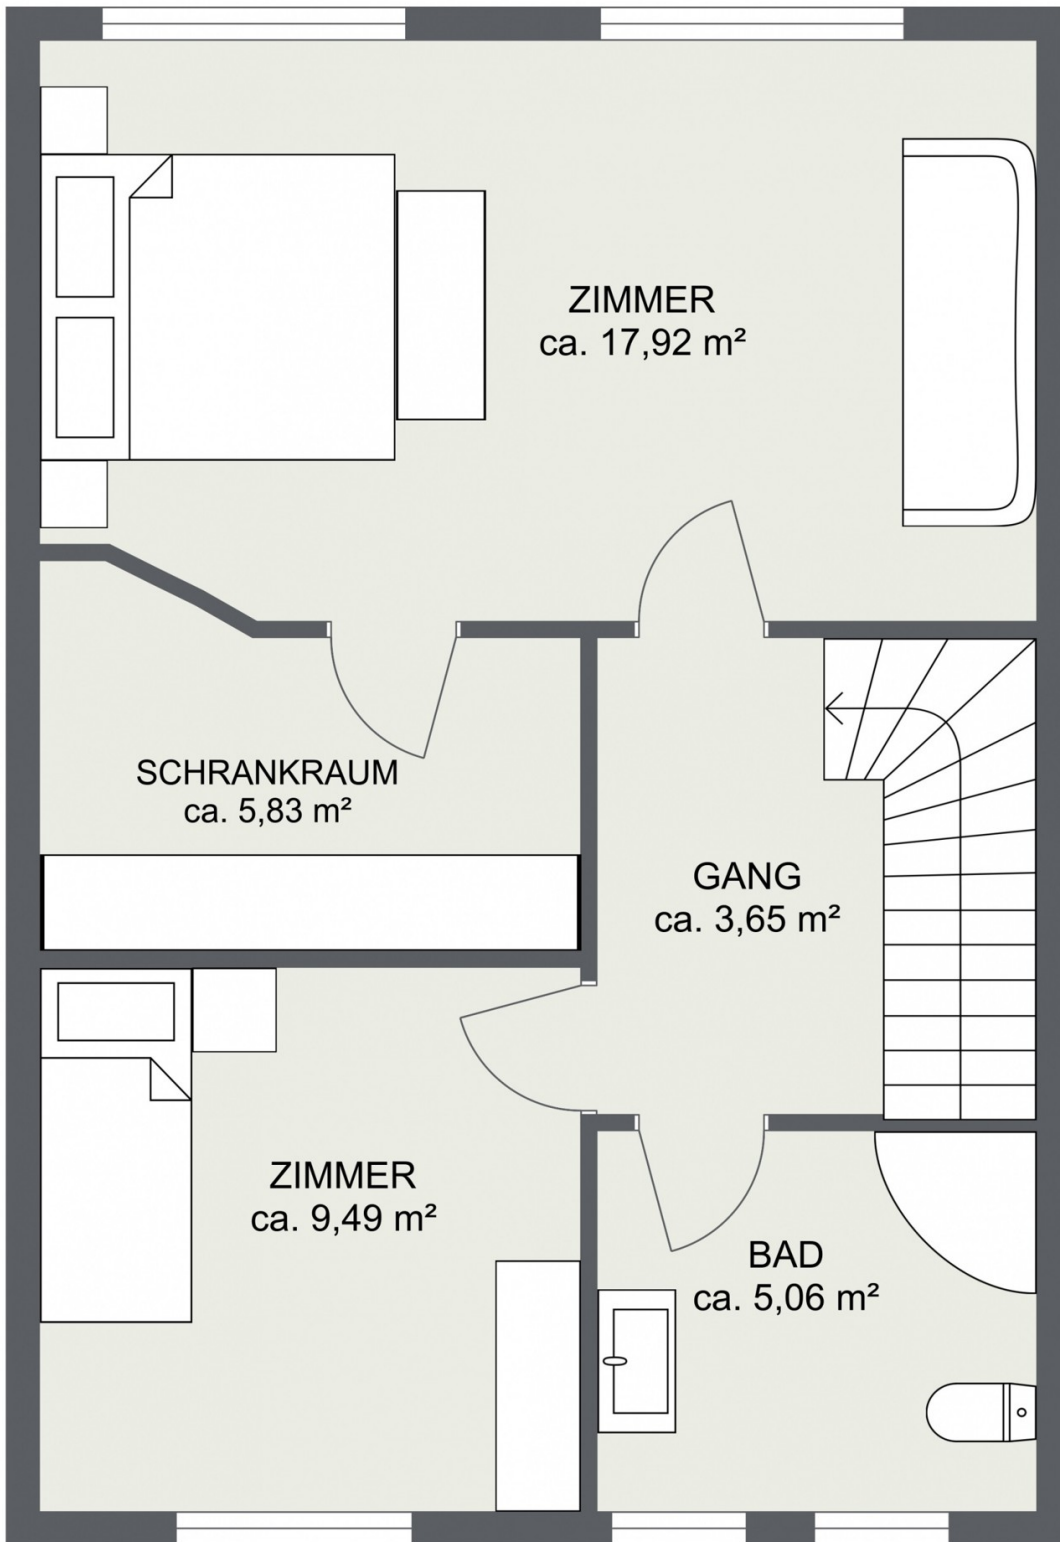 ZIMMER
ca. 17,92 m²
SCHRANKRAUM
ca. 5,83 m²
GANG
ca. 3,65 m²
ZIMMER
ca. 9,49 m²
BAD
ca. 5,06 m²